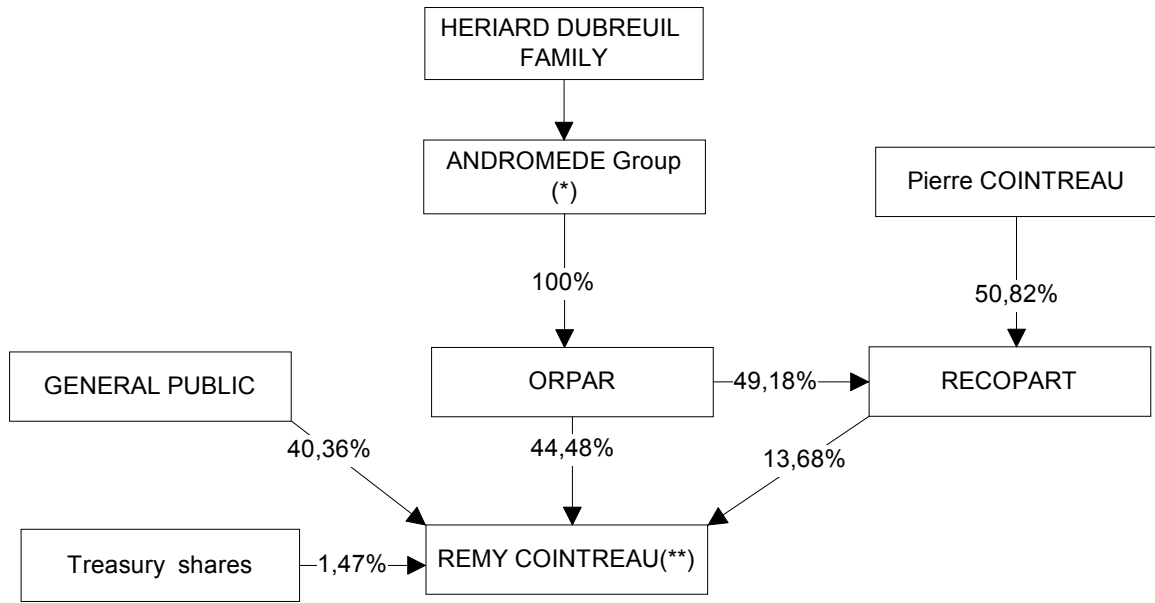 HERIARD DUBREUIL
FAMILY
ANDROMEDE Group
(*)
Pierre COINTREAU
100%
50,82%
GENERAL PUBLIC
ORPAR
49,18%
RECOPART
40,36%
44,48%
13,68%
Treasury shares
1,47%
REMY COINTREAU(**)